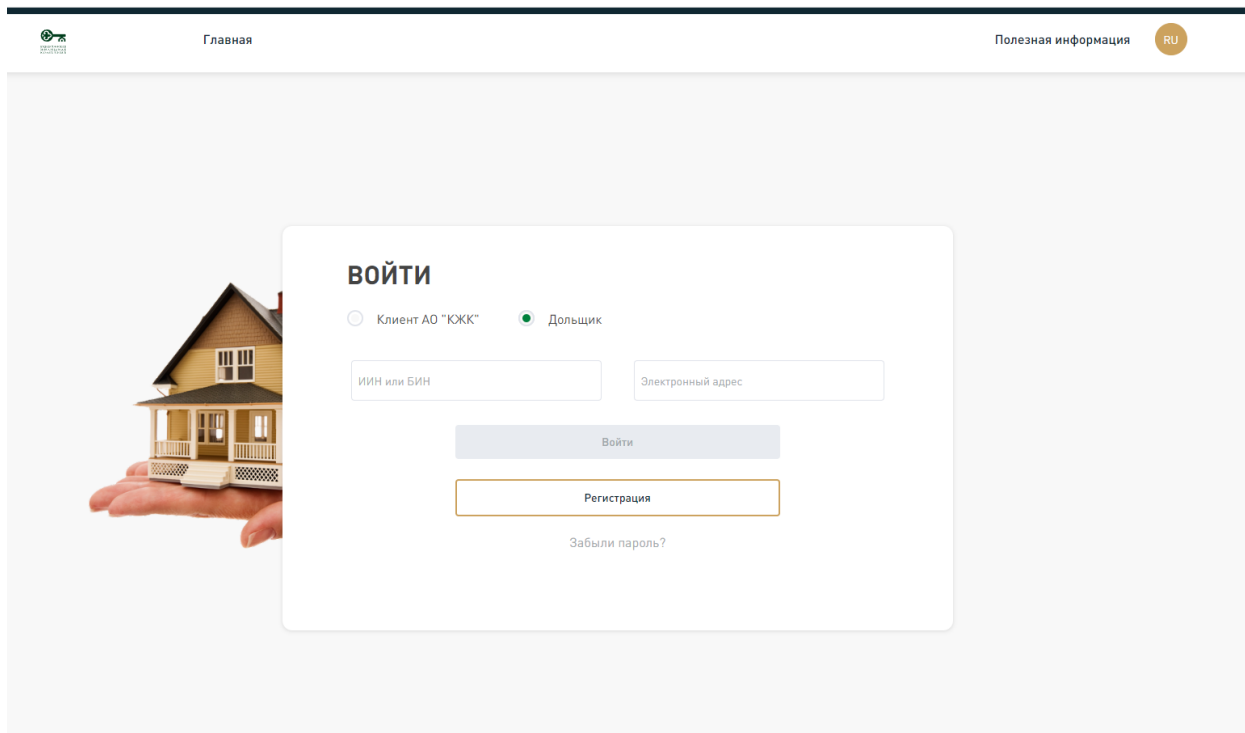 Главная
Полезная информация
RU
ВОЙТИ
Клиент АО "КЖК"
Дольщик
ИИН или БИН
Электронный адрес
Войти
Регистрация
Забыли пароль?